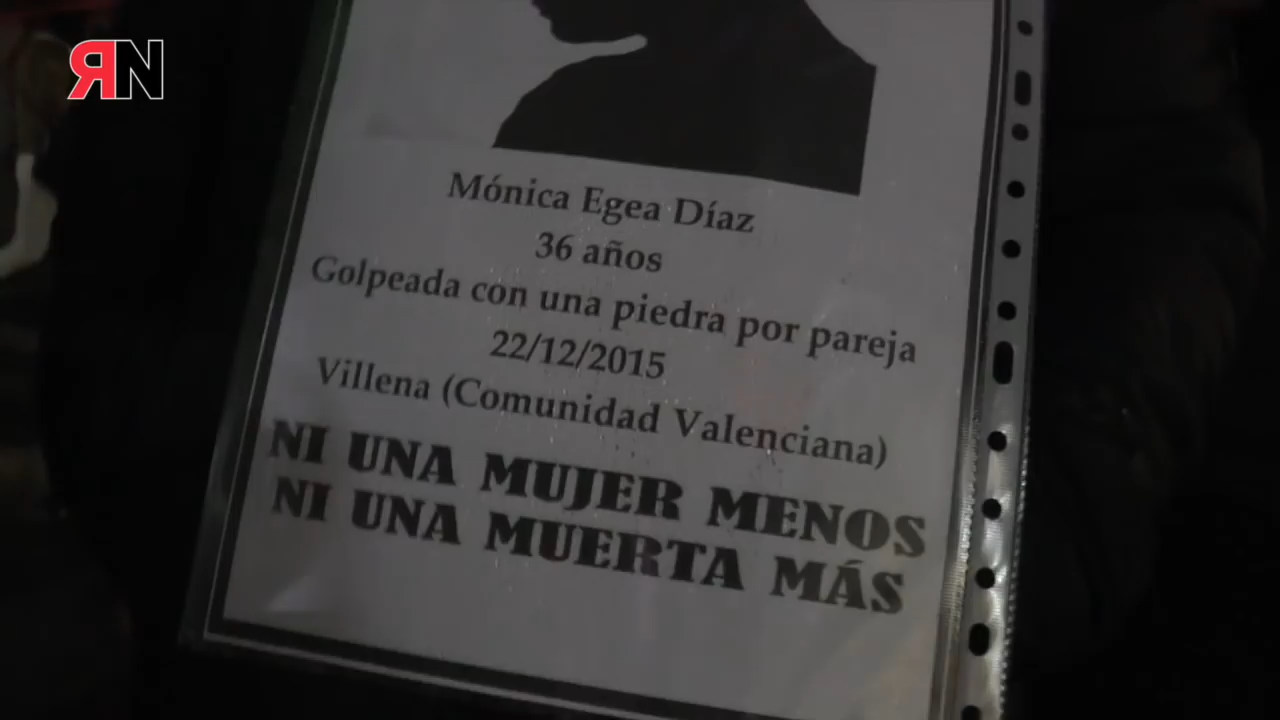 ЯN
Mónica Egea Díaz
36 años
Golpeada con una piedra por pareja
22/12/2015
Villena (Comunidad Valenciana)
NI UNA MUJER MENOS
NI UNA MUERTA MÁS